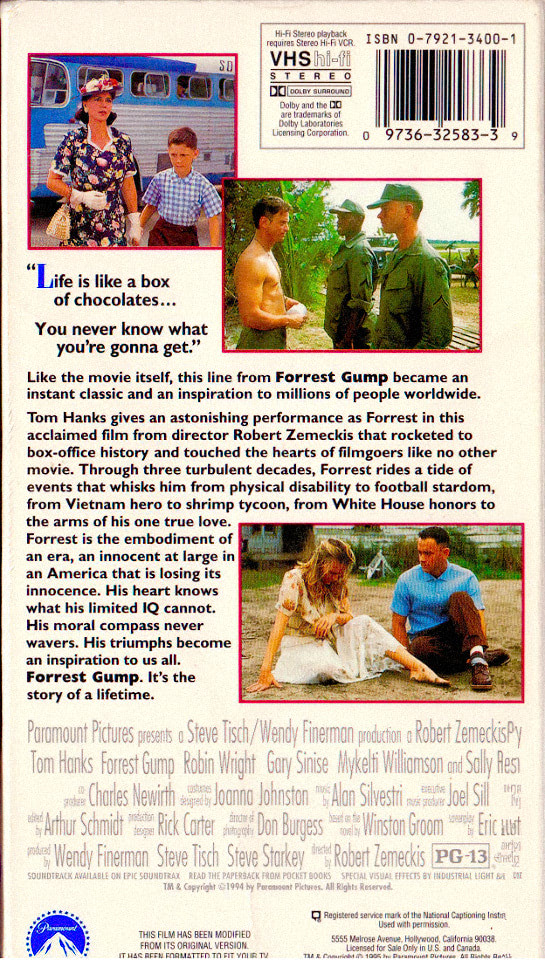 Hi-Fi Stereo playback
requires Stereo Hi-Fi VCR.
VHS hi-fi
STEREO
DOLBY SURROUND
Dolby and the
are trademarks of
Dolby Laboratories
Licensing Corporation.
ISBN 0-7921-3400-1
0 9736-32583-3 9
SO
“Life is like a box
of chocolates...
You never know what
you're gonna get.”
Like the movie itself, this line from Forrest Gump became an
instant classic and an inspiration to millions of people worldwide.
Tom Hanks gives an astonishing performance as Forrest in this
acclaimed film from director Robert Zemeckis that rocketed to
box-office history and touched the hearts of filmgoers like no other
movie. Through three turbulent decades, Forrest rides a tide of
events that whisks him from physical disability to football stardom,
from Vietnam hero to shrimp tycoon, from White House honors to
the arms of his one true love.
Forrest is the embodiment of
an era, an innocent at large in
an America that is losing its
innocence. His heart knows
what his limited IQ cannot.
His moral compass never
wavers. His triumphs become
an inspiration to us all.
Forrest Gump. It's the
story of a lifetime.
Paramount Pictures presents a Steve Tisch/Wendy Finerman production a Robert Zemeckis
Tom Hanks Forrest Gump Robin Wright Gary Sinise Mykelti Williamson and Sally
co producer Charles Newirth costumes designed by Joanna Johnston music by Alan Silvestri executive music producer Joel Sill
edited by Arthur Schmidt production designer Rick Carter director of photography Don Burgess based on the novel by Winston Groom screenplay by Eric
produced by Wendy Finerman Steve Tisch Steve Starkey directed by Robert Zemeckis PG-13
SOUNDTRACK AVAILABLE ON EPIC SOUNDTRAX READ THE PAPERBACK FROM POCKET BOOKS SPECIAL VISUAL EFFECTS BY INDUSTRIAL LIGHT
TM & Copyright ©1994 by Paramount Pictures. All Rights Reserved.
Paramount
THIS FILM HAS BEEN MODIFIED
FROM ITS ORIGINAL VERSION.
IT HAS BEEN FORMATTED TO FIT YOUR TV.
Registered service mark of the National Captioning
Used with permission.
5555 Melrose Avenue, Hollywood, California 90038.
Licensed for Sale Only in U.S. and Canada.
TM & Copyright © 1995 by Paramount Pictures. All